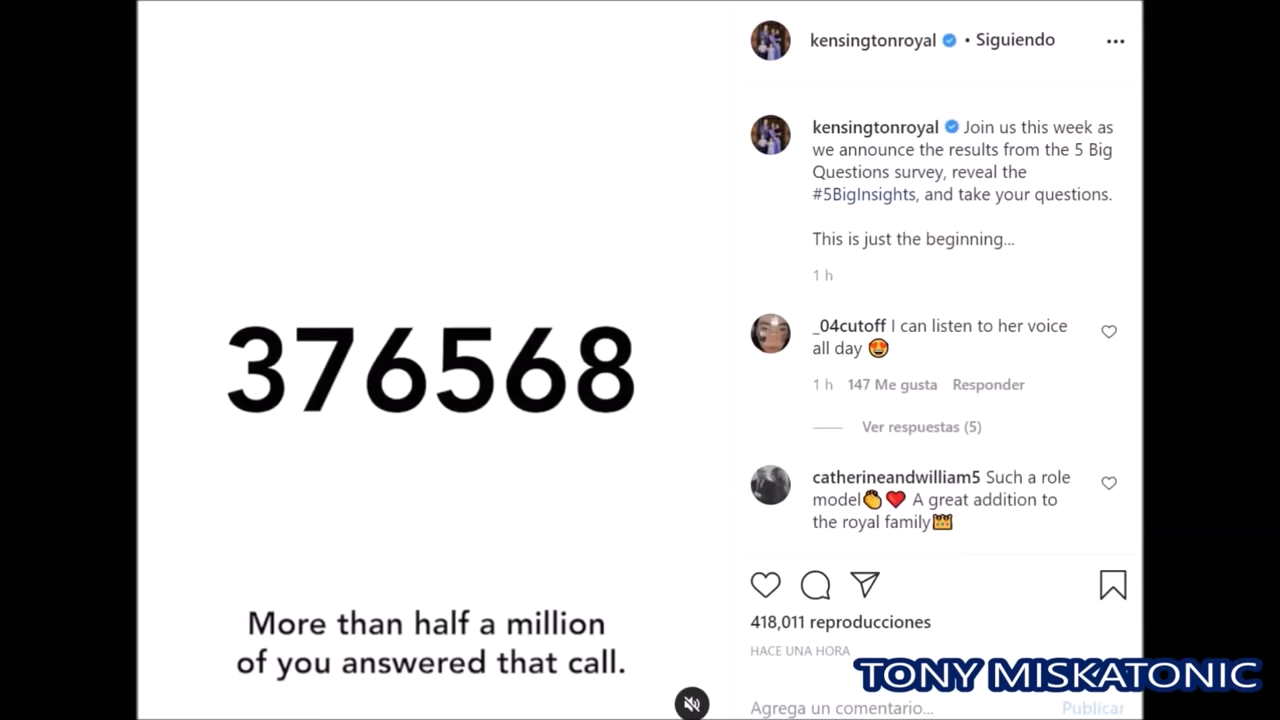 376568
More than half a million
of you answered that call.
kensingtonroyal • Siguiendo
kensingtonroyal Join us this week as
we announce the results from the 5 Big
Questions survey, reveal the
#5BigInsights, and take your questions.
This is just the beginning...
1 h
_04cutoff I can listen to her voice
all day 😍
1 h 147 Me gusta Responder
Ver respuestas (5)
catherineandwilliam5 Such a role
model👏❤️ A great addition to
the royal family👑
418,011 reproducciones
HACE UNA HORA
Agrega un comentario... Publicar
TONY MISKATONIC